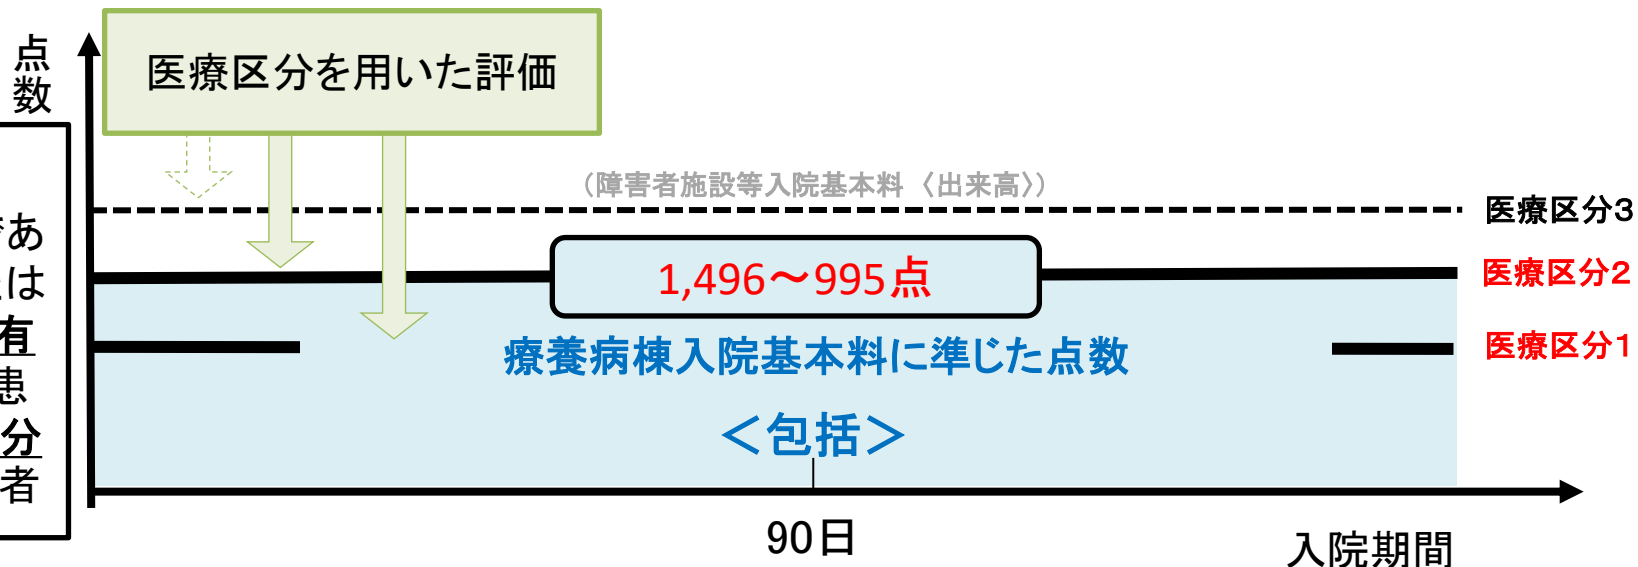 点数
医療区分を用いた評価
（障害者施設等入院基本料 〈出来高〉）
であ
は
有
患
分
者
医療区分３
1,496～995点
医療区分２
療養病棟入院基本料に準じた点数
医療区分１
＜包括＞
90日
入院期間